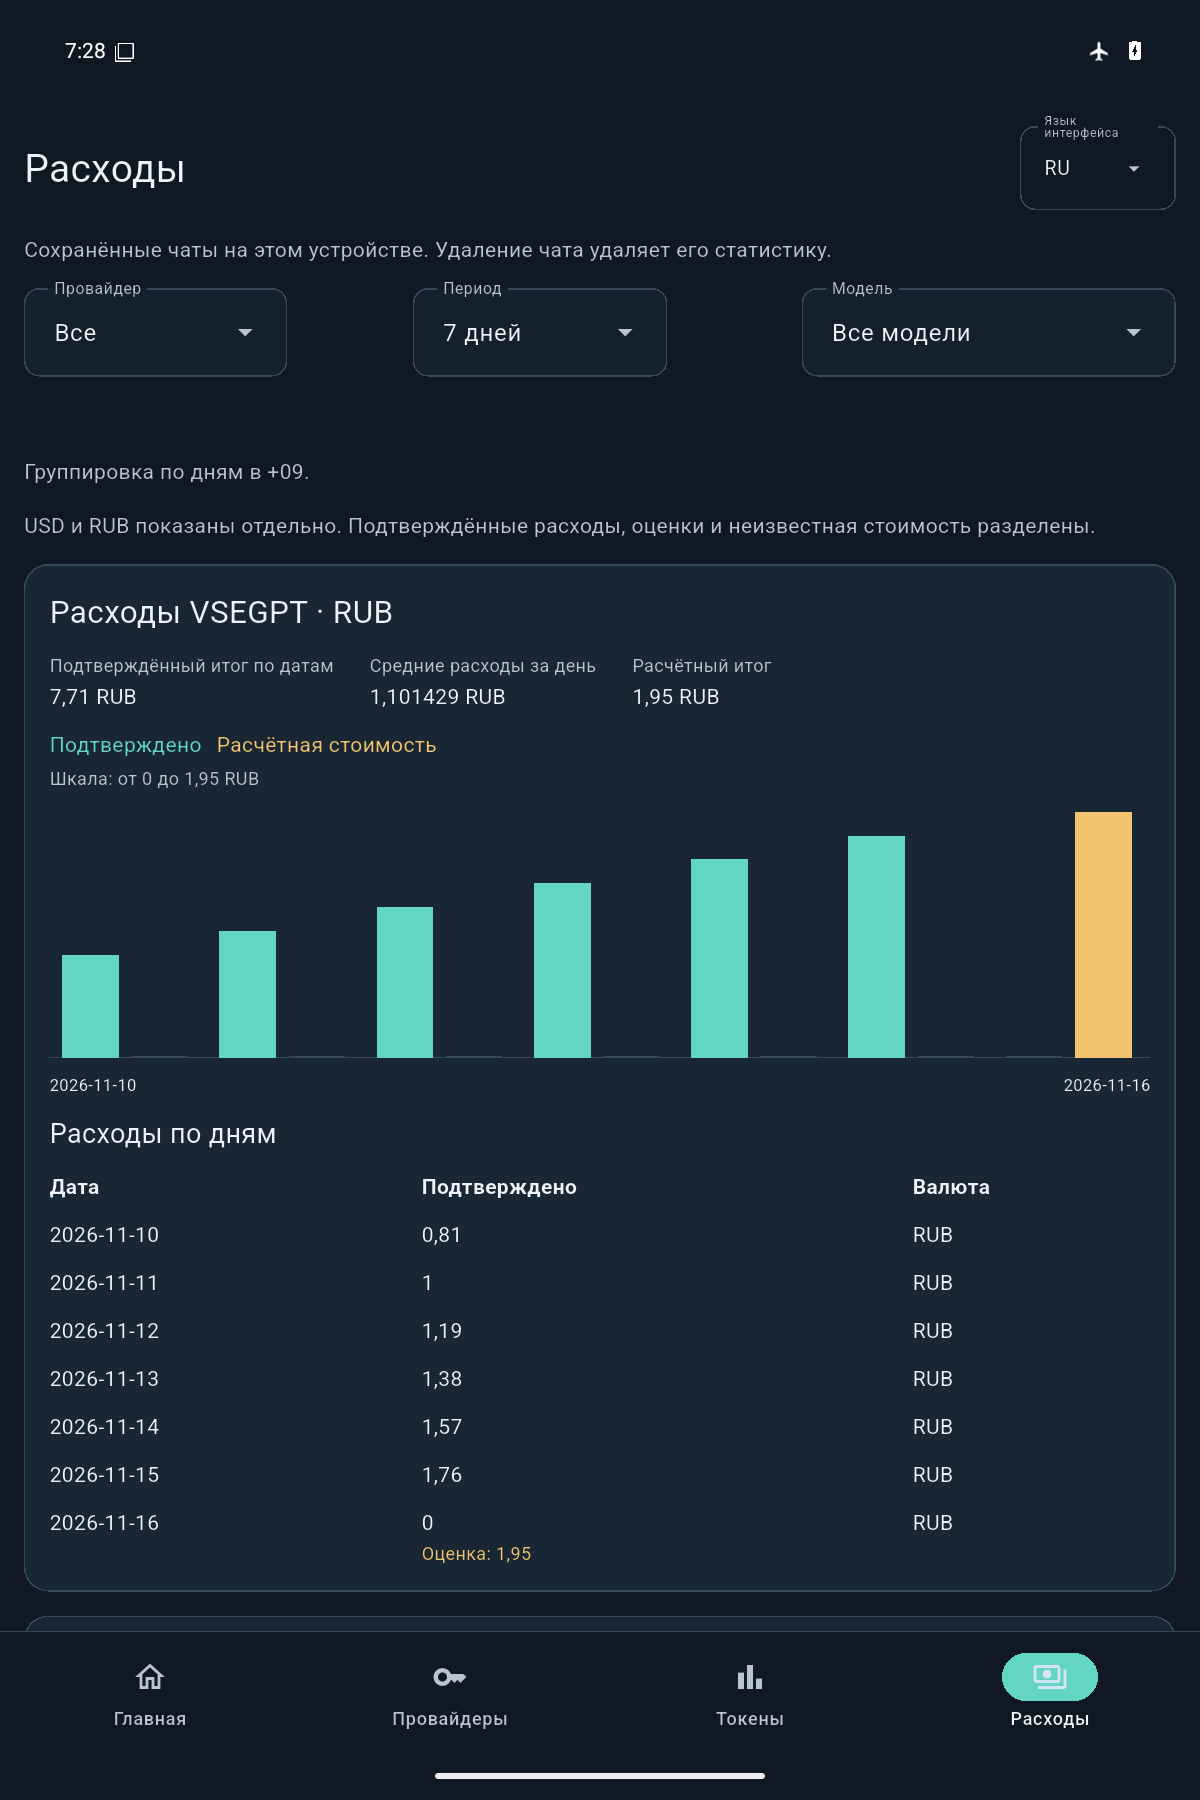 7:28
Расходы
Язык
интерфейса
RU
Сохранённые чаты на этом устройстве. Удаление чата удаляет его статистику.
Провайдер
Все
Период
7 дней
Модель
Все модели
Группировка по дням в +09.
USD и RUB показаны отдельно. Подтверждённые расходы, оценки и неизвестная стоимость разделены.
Расходы VSEGPT · RUB
Подтверждённый итог по датам
7,71 RUB
Средние расходы за день
1,101429 RUB
Расчётный итог
1,95 RUB
Подтверждено Расчётная стоимость
Шкала: от 0 до 1,95 RUB
2026-11-10 2026-11-16
Расходы по дням
Дата Подтверждено Валюта
2026-11-10 0,81 RUB
2026-11-11 1 RUB
2026-11-12 1,19 RUB
2026-11-13 1,38 RUB
2026-11-14 1,57 RUB
2026-11-15 1,76 RUB
2026-11-16 0 RUB
Оценка: 1,95
Главная Провайдеры Токены Расходы